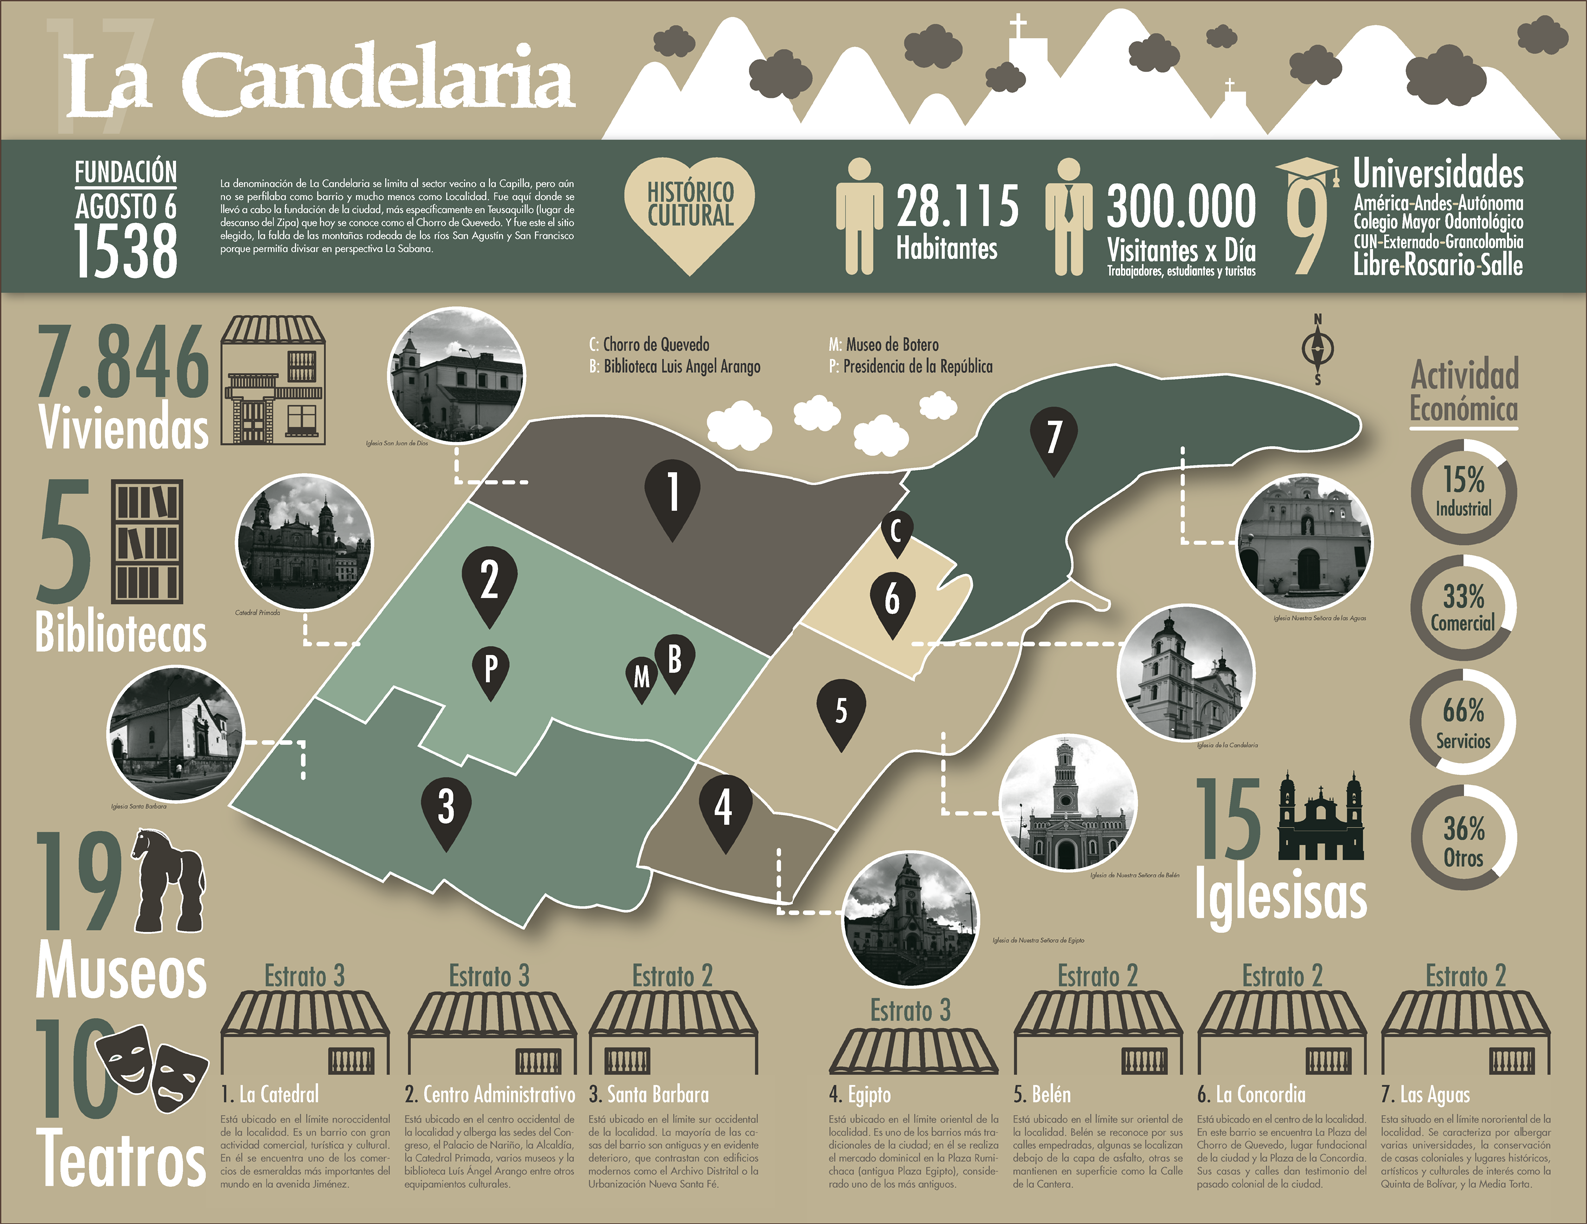 17
La Candelaria
FUNDACIÓN
AGOSTO 6
1538
La denominación de La Candelaria se limita al sector vecino a la Capilla, pero aún
no se perfilaba como barrio y mucho menos como Localidad. Fue aquí donde se
llevó a cabo la fundación de la ciudad, más específicamente en Teusaquillo (lugar de
descanso del Zipa) que hoy se conoce como el Chorro de Quevedo. Y fue este el sitio
elegido, la falda de las montañas rodeada de los ríos San Agustín y San Francisco
porque permitía divisar en perspectiva La Sabana.
HISTÓRICO
CULTURAL
28.115
Habitantes
300.000
Visitantes x Día
Trabajadores, estudiantes y turistas
9
Universidades
América-Andes-Autónoma
Colegio Mayor Odontológico
CUN-Externado-Grancolombia
Libre-Rosario-Salle
7.846
Viviendas
5
Bibliotecas
19
Museos
10
Teatros
C: Chorro de Quevedo
B: Biblioteca Luis Angel Arango
M: Museo de Botero
P: Presidencia de la República
N
S
Iglesia San Juan de Dios
Catedral Primada
Iglesia Santa Barbara
Iglesia Nuestra Señora de las Aguas
Iglesia de la Candelaria
Iglesia de Nuestra Señora de Belén
Iglesia de Nuestra Señora de Egipto
1
2
3
4
5
6
7
C
P
M
B
Actividad
Económica
15%
Industrial
33%
Comercial
66%
Servicios
36%
Otros
15
Iglesisas
Estrato 3
1. La Catedral
Está ubicado en el límite noroccidental
de la localidad. Es un barrio con gran
actividad comercial, turística y cultural.
En él se encuentra uno de los comer-
cios de esmeraldas más importantes del
mundo en la avenida Jiménez.
Estrato 3
2. Centro Administrativo
Está ubicado en el centro occidental de
la localidad y alberga las sedes del Con-
greso, el Palacio de Nariño, la Alcaldía,
la Catedral Primada, varios museos y la
biblioteca Luís Ángel Arango entre otros
equipamientos culturales.
Estrato 2
3. Santa Barbara
Está ubicado en el límite sur occidental
de la localidad. La mayoría de las ca-
sas del barrio son antiguos y en evidente
deterioro, que contrastan con edificios
modernos como el Archivo Distrital o la
Urbanización Nueva Santa Fé.
Estrato 3
4. Egipto
Está ubicado en el límite oriental de la
localidad. Es uno de los barrios más tra-
dicionales de la ciudad; en él se realiza
el mercado dominical en la Plaza Rumi-
chaca (antigua Plaza Egipto), conside-
rado uno de los más antiguos.
Estrato 2
5. Belén
Está ubicado en el límite sur oriental de
la localidad. Belén se reconoce por sus
calles empedradas, algunas se localizan
debajo de la capa de asfalto, otras se
mantienen en superficie como la Calle
de la Cantera.
Estrato 2
6. La Concordia
Está ubicado en el centro de la localidad.
En este barrio se encuentra La Plaza del
Chorro de Quevedo, lugar fundacional
de la ciudad y la Plaza de la Concordia.
Sus casas y calles dan testimonio del
pasado colonial de la ciudad.
Estrato 2
7. Las Aguas
Esta situado en el límite nororiental de la
localidad. Se caracteriza por albergar
varias universidades, la conservación
de casas coloniales y lugares históricos,
artísticos y culturales de interés como la
Quinta de Bolívar, y la Media Torta.